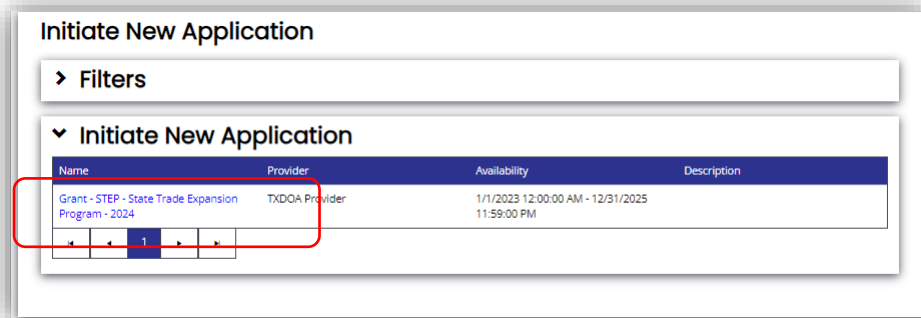 Initiate New Application
Filters
Initiate New Application
Name Provider Availability Description
Grant - STEP - State Trade Expansion TXDOA Provider 1/1/2023 12:00:00 AM - 12/31/2025
Program - 2024 11:59:00 PM
1